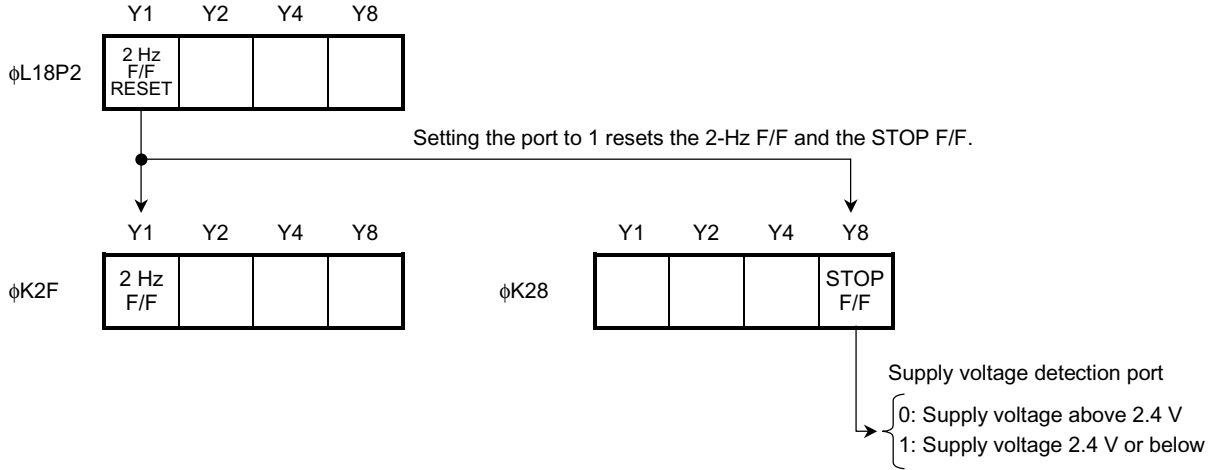 Y1 Y2 Y4 Y8
ϕL18P2
2 Hz
F/F
RESET
Setting the port to 1 resets the 2-Hz F/F and the STOP F/F.
Y1 Y2 Y4 Y8
ϕK2F
2 Hz
F/F
Y1 Y2 Y4 Y8
ϕK28
STOP
F/F
Supply voltage detection port
0: Supply voltage above 2.4 V
1: Supply voltage 2.4 V or below